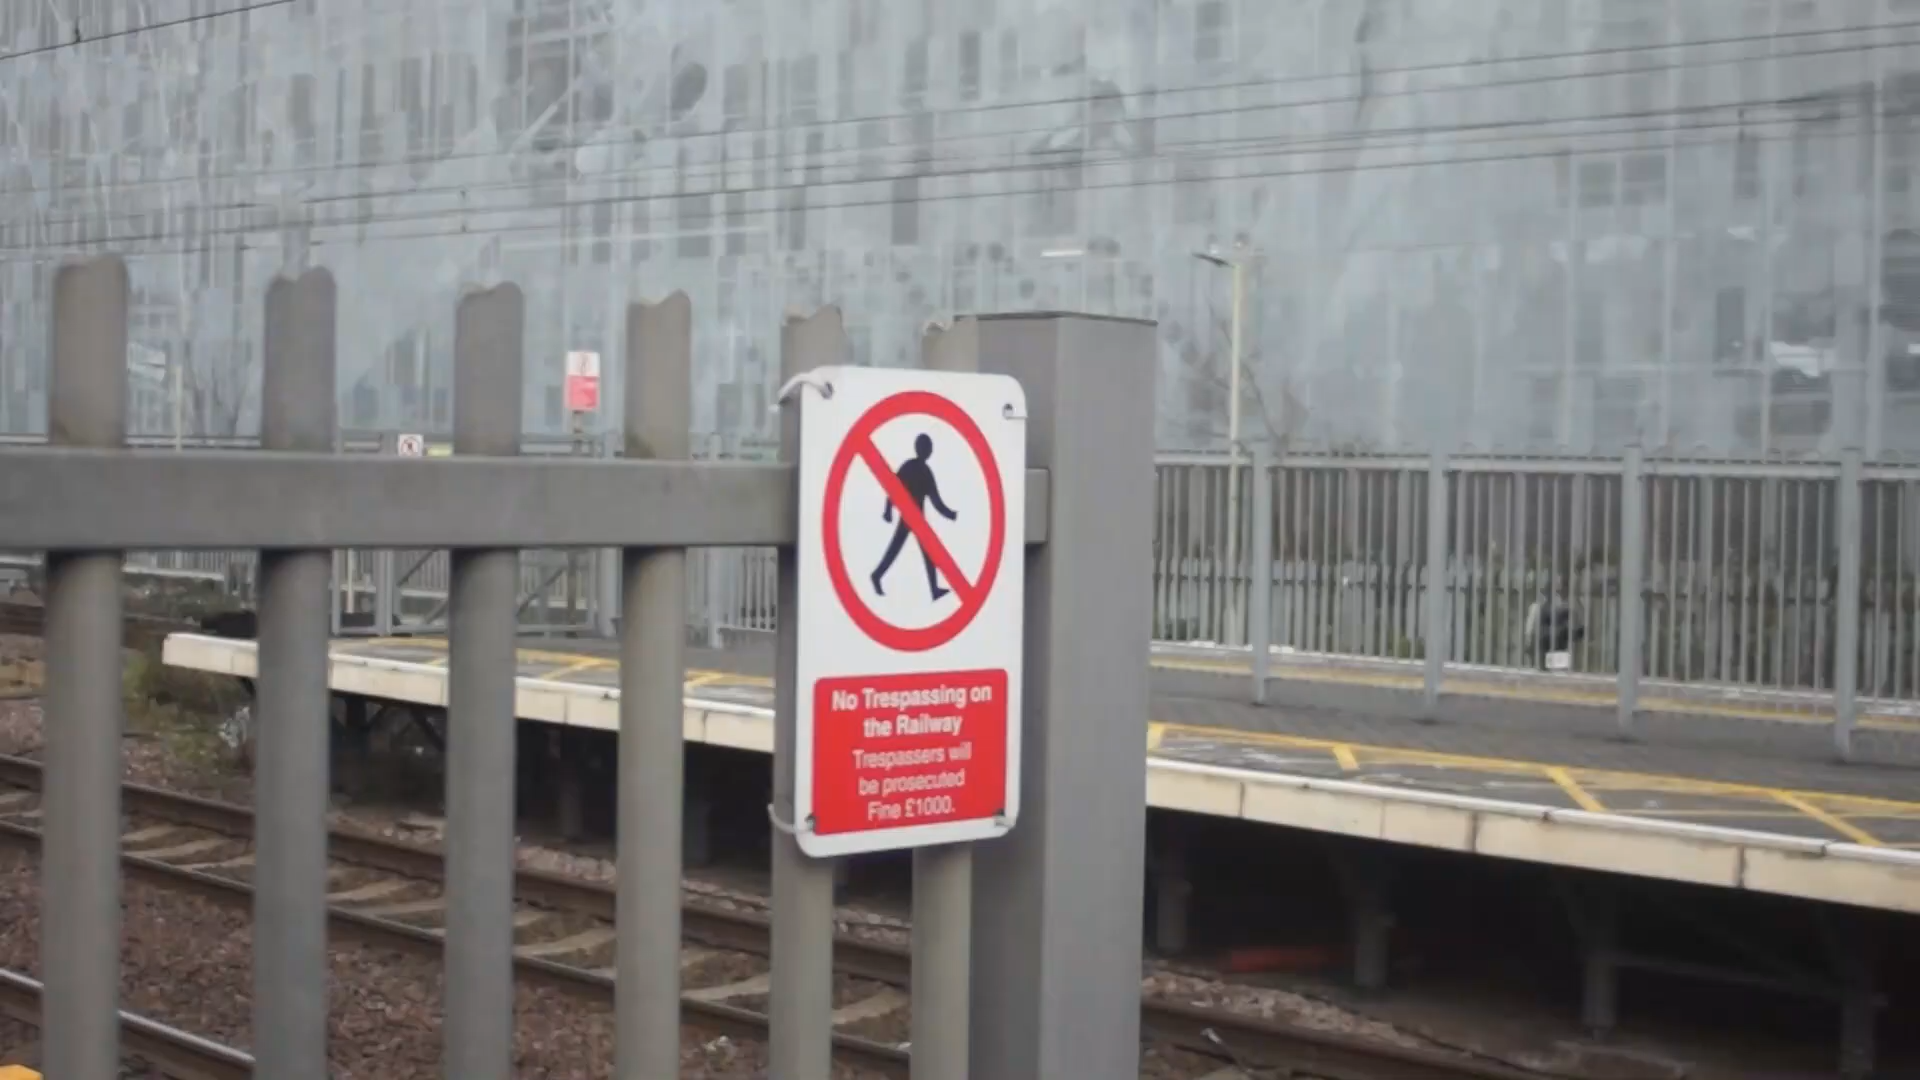 No Trespassing on
the Railway
Trespassers will
be prosecuted
Fine £1000.